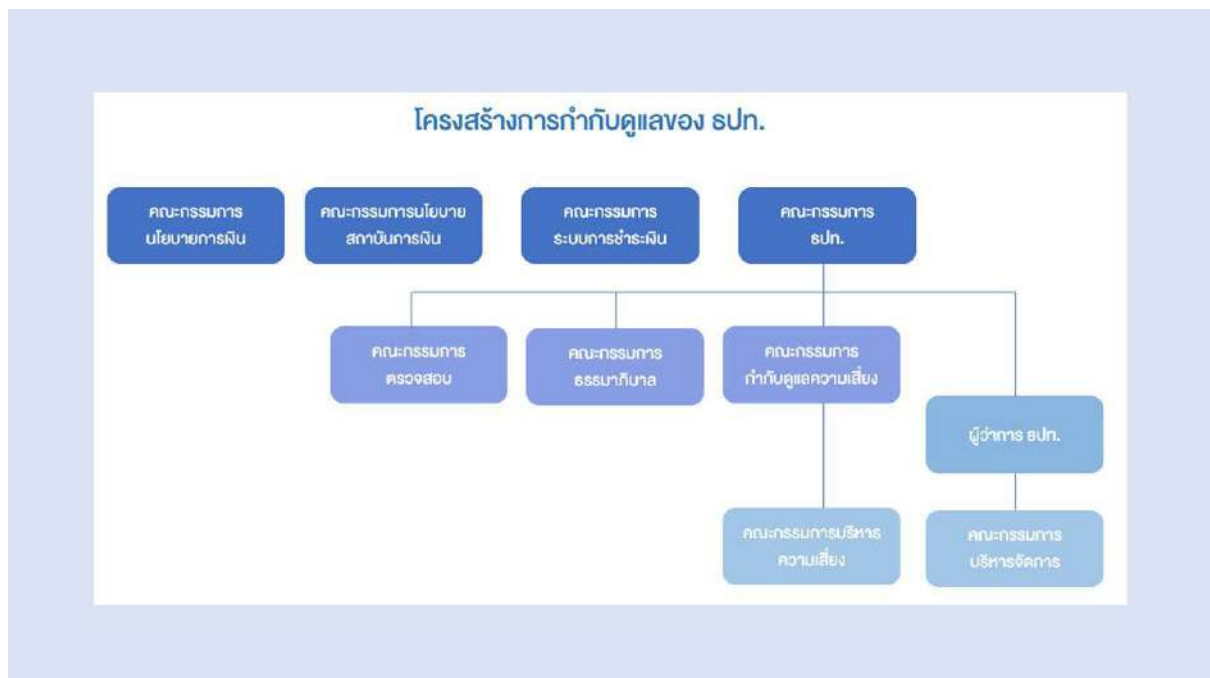 โครงสร้างการกำกับดูแลของ ธปท.
คณะกรรมการ
นโยบายการเงิน
คณะกรรมการนโยบาย
สถาบันการเงิน
คณะกรรมการ
ระบบการชำระเงิน
คณะกรรมการ
ธปท.
คณะกรรมการ
ตรวจสอบ
คณะกรรมการ
ธรรมาภิบาล
คณะกรรมการ
กำกับดูแลความเสี่ยง
ผู้ว่าการ ธปท.
คณะกรรมการบริหาร
ความเสี่ยง
คณะกรรมการ
บริหารจัดการ